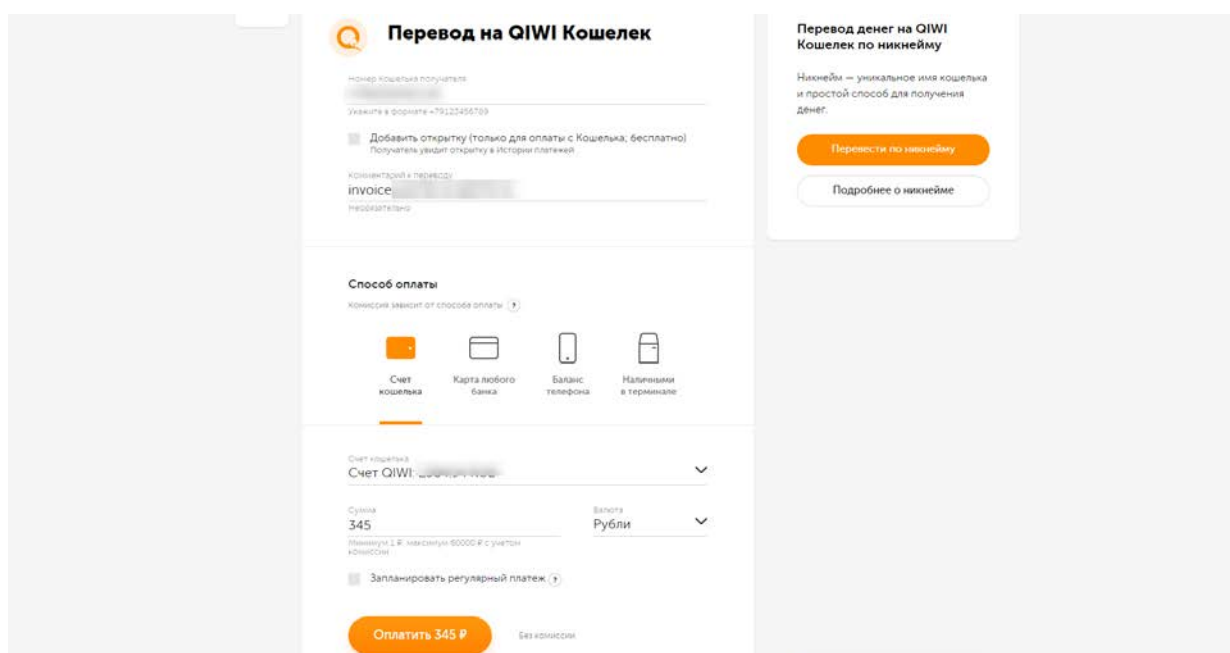 Перевод на QIWI Кошелек
Номер Кошелька получателя
Укажите в формате +79123456789
Добавить открытку (только для оплаты с Кошелька; бесплатно)
Получатель увидит открытку в Истории платежей
Комментарий к переводу
invoice
Необязательно
Способ оплаты
Комиссия зависит от способа оплаты ?
Счет
кошелька
Карта любого
банка
Баланс
телефона
Наличными
в терминале
Счет кошелька
Счет QIWI:
Сумма
345
Валюта
Рубли
Минимум 1 ₽, максимум 60000 ₽ с учетом
комиссии
Запланировать регулярный платеж ?
Оплатить 345 ₽
Без комиссии
Перевод денег на QIWI
Кошелек по никнейму
Никнейм — уникальное имя кошелька
и простой способ для получения
денег.
Перевести по никнейму
Подробнее о никнейме